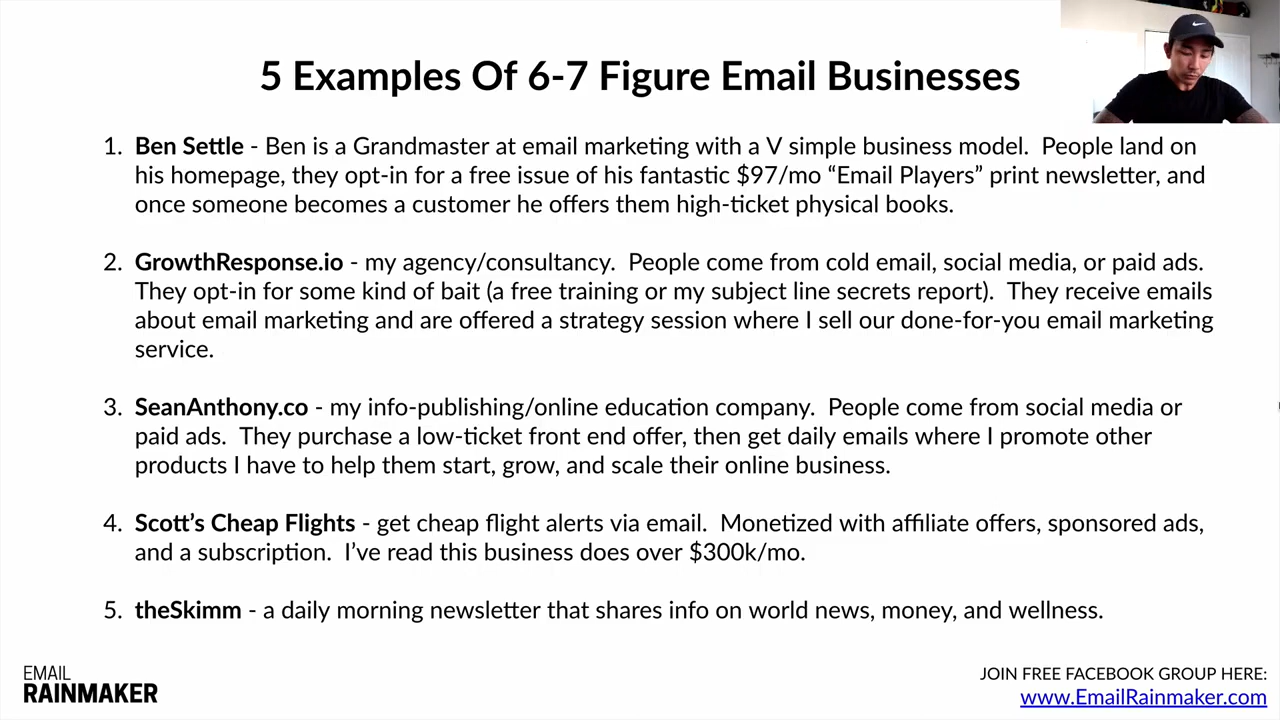 5 Examples Of 6-7 Figure Email Businesses
1. Ben Settle - Ben is a Grandmaster at email marketing with a V simple business model.  People land on
his homepage, they opt-in for a free issue of his fantastic $97/mo “Email Players” print newsletter, and
once someone becomes a customer he offers them high-ticket physical books.
2. GrowthResponse.io - my agency/consultancy.  People come from cold email, social media, or paid ads.
They opt-in for some kind of bait (a free training or my subject line secrets report).  They receive emails
about email marketing and are offered a strategy session where I sell our done-for-you email marketing
service.
3. SeanAnthony.co - my info-publishing/online education company.  People come from social media or
paid ads.  They purchase a low-ticket front end offer, then get daily emails where I promote other
products I have to help them start, grow, and scale their online business.
4. Scott’s Cheap Flights - get cheap flight alerts via email.  Monetized with affiliate offers, sponsored ads,
and a subscription.  I’ve read this business does over $300k/mo.
5. theSkimm - a daily morning newsletter that shares info on world news, money, and wellness.
EMAIL
RAINMAKER
JOIN FREE FACEBOOK GROUP HERE:
www.EmailRainmaker.com